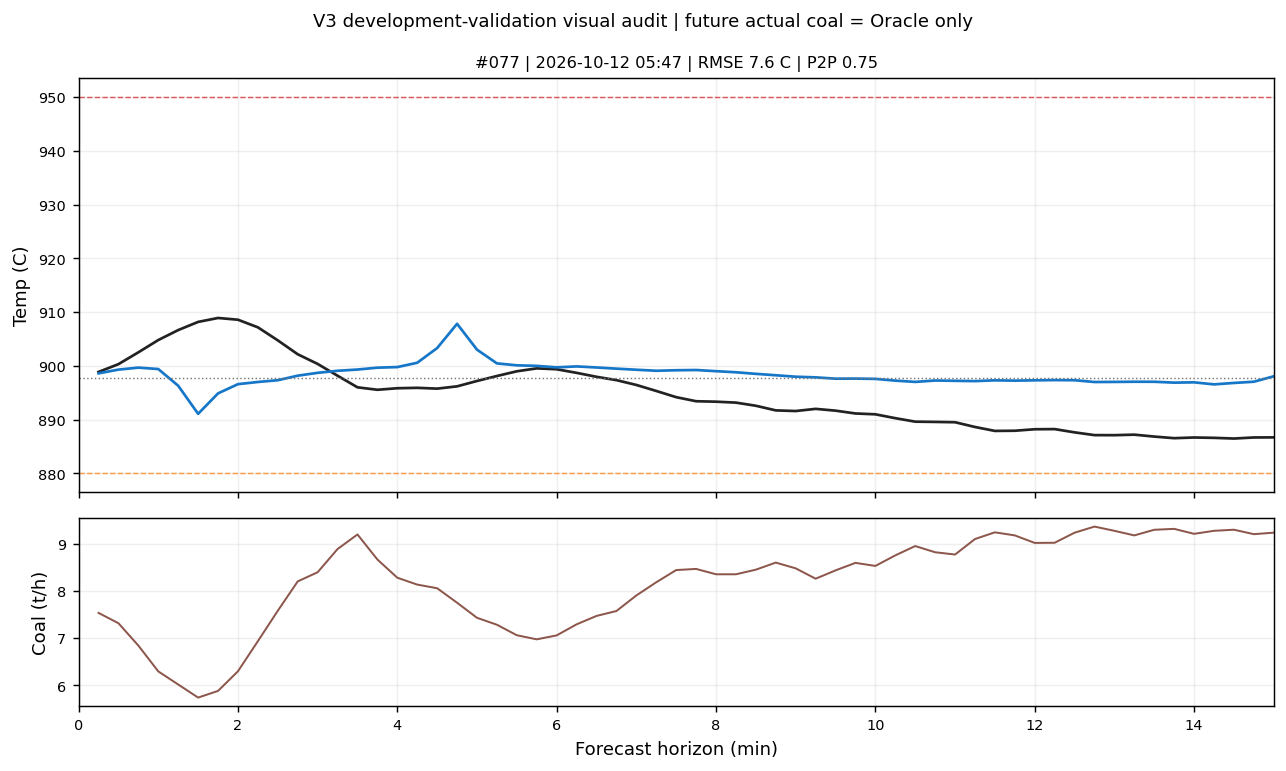 V3 development-validation visual audit | future actual coal = Oracle only
#077 | 2026-10-12 05:47 | RMSE 7.6 C | P2P 0.75
Temp (C)
950
940
930
920
910
900
890
880
Coal (t/h)
9
8
7
6
0 2 4 6 8 10 12 14
Forecast horizon (min)